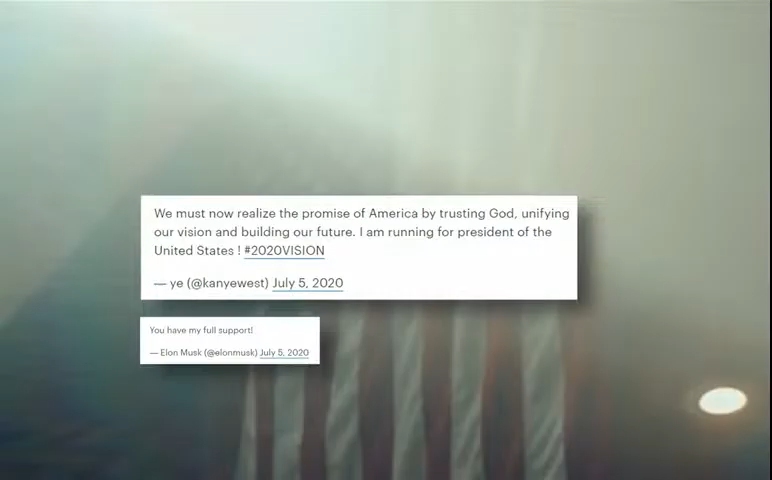 We must now realize the promise of America by trusting God, unifying
our vision and building our future. I am running for president of the
United States ! #2020VISION
— ye (@kanyewest) July 5, 2020
You have my full support!
— Elon Musk (@elonmusk) July 5, 2020